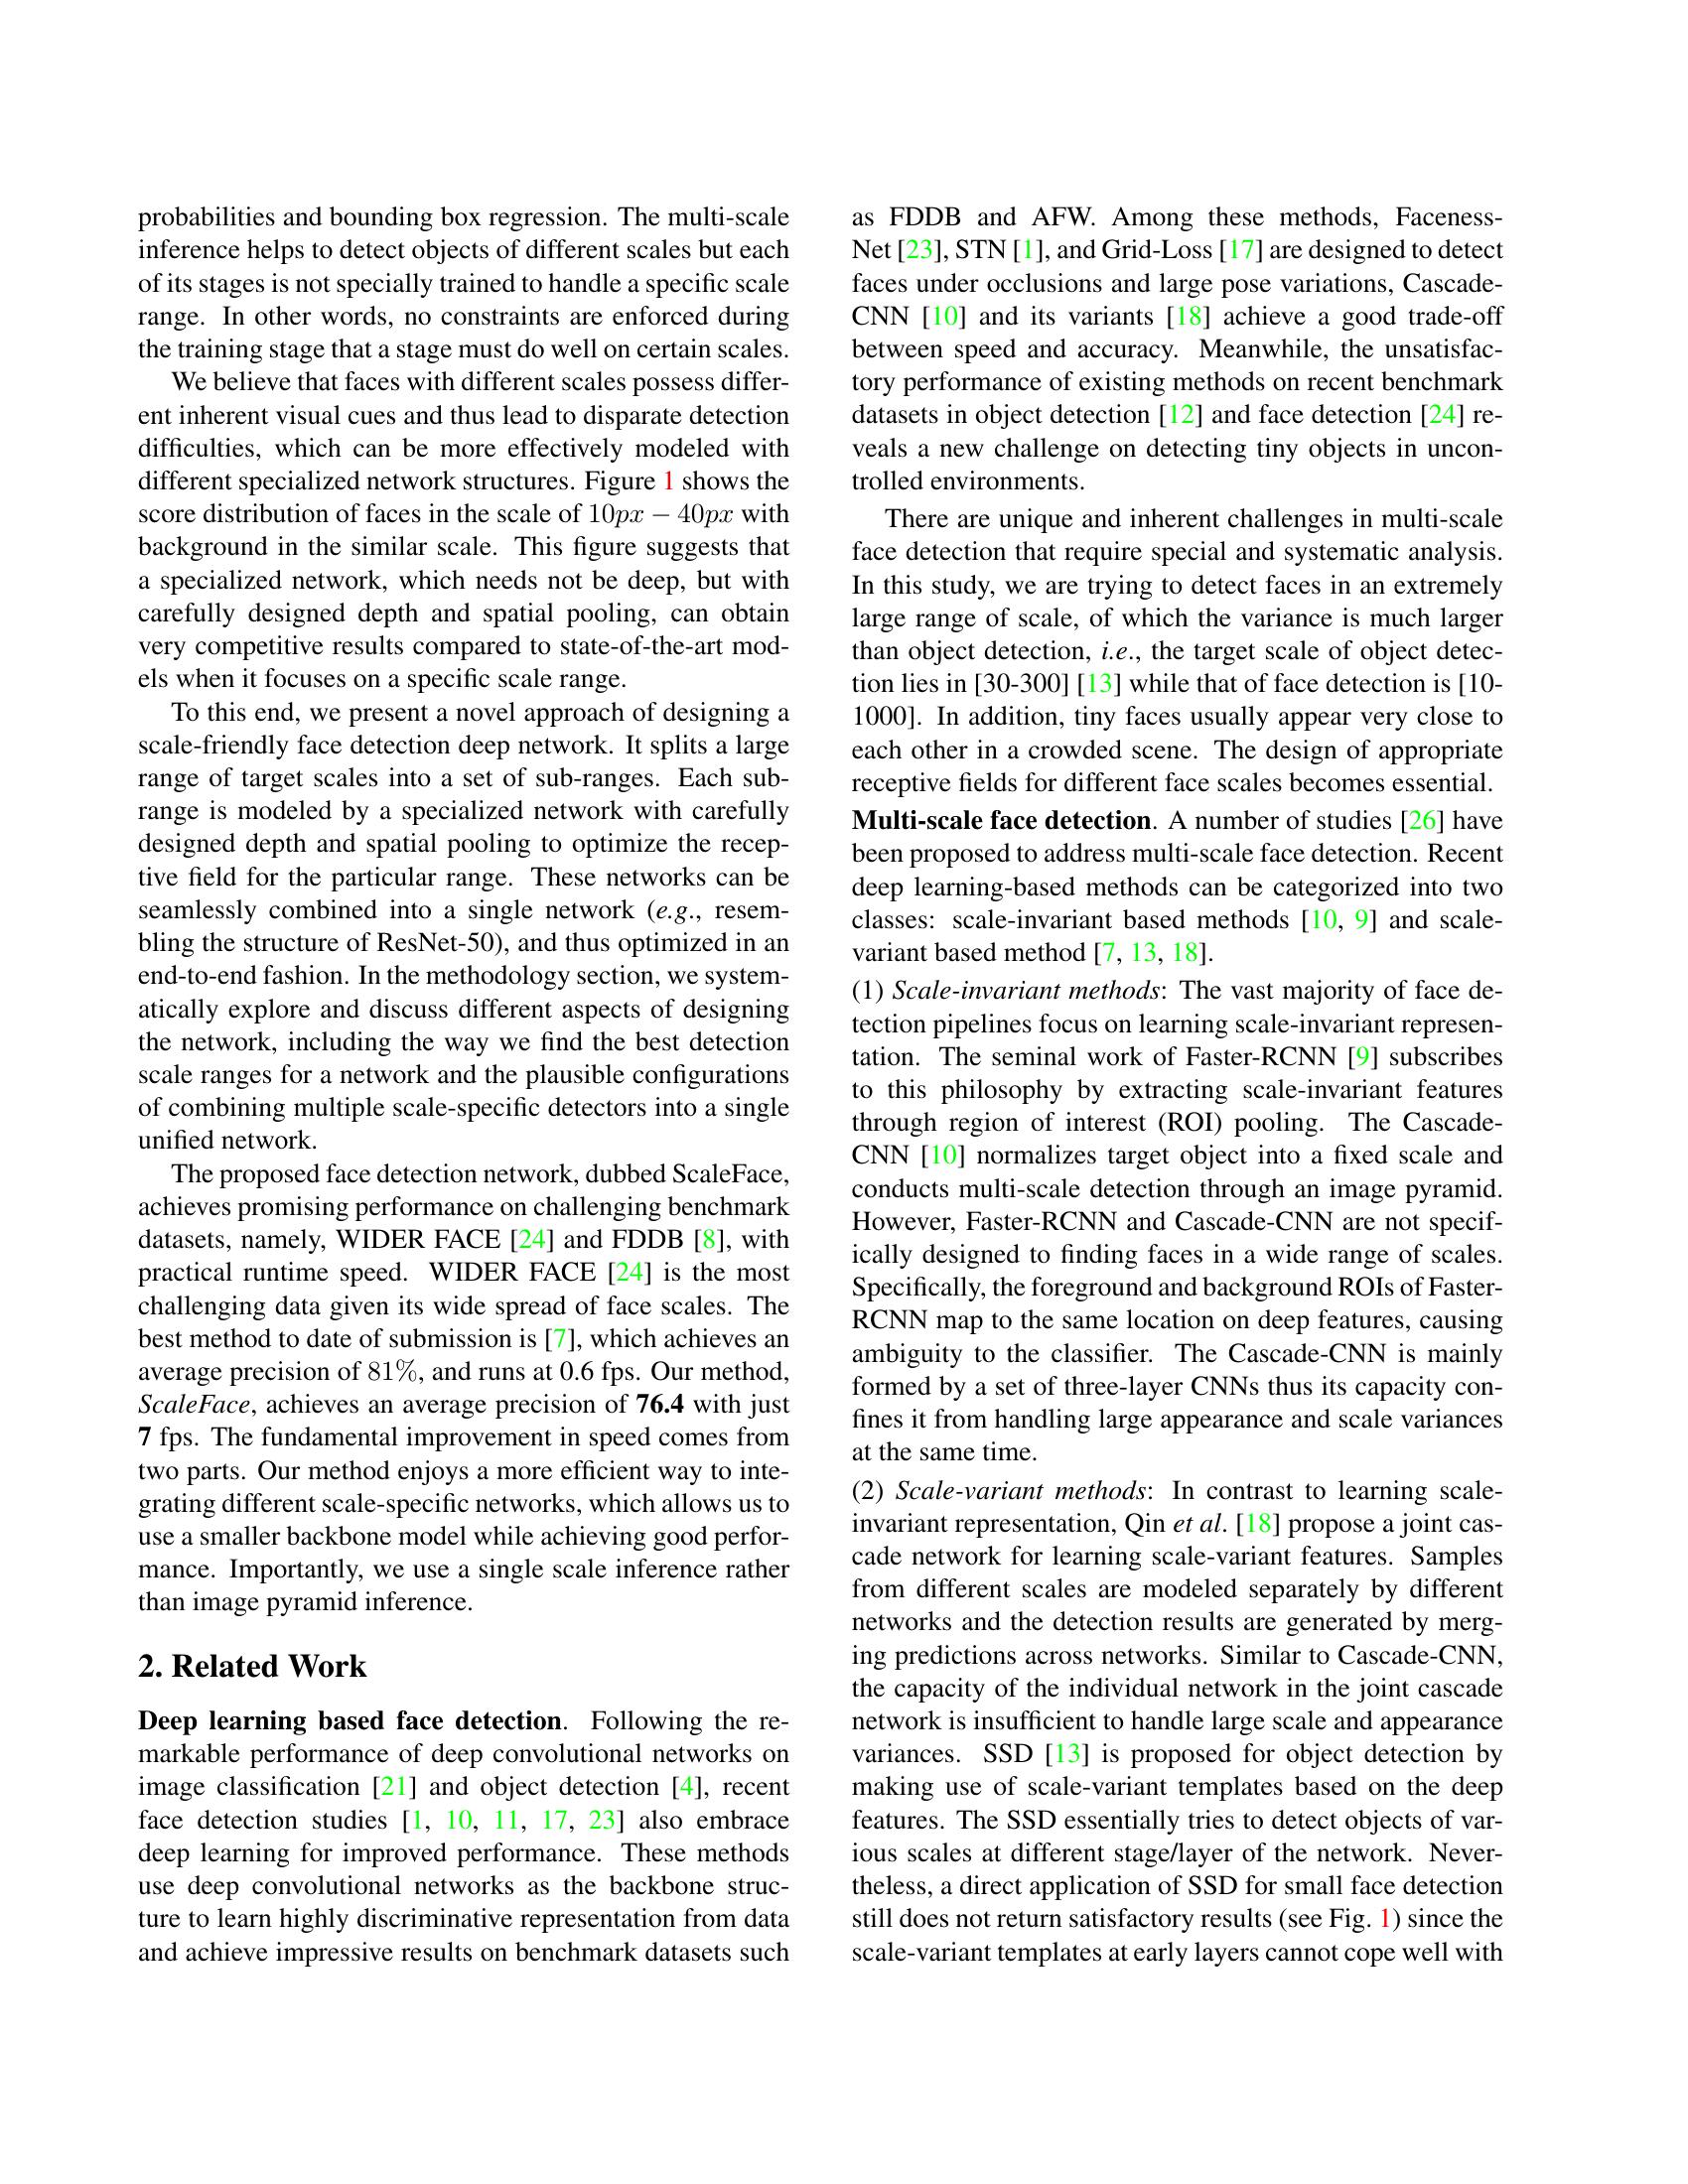 probabilities and bounding box regression. The multi-scale
inference helps to detect objects of different scales but each
of its stages is not specially trained to handle a specific scale
range. In other words, no constraints are enforced during
the training stage that a stage must do well on certain scales.
We believe that faces with different scales possess differ-
ent inherent visual cues and thus lead to disparate detection
difficulties, which can be more effectively modeled with
different specialized network structures. Figure 1 shows the
score distribution of faces in the scale of 10px − 40px with
background in the similar scale. This figure suggests that
a specialized network, which needs not be deep, but with
carefully designed depth and spatial pooling, can obtain
very competitive results compared to state-of-the-art mod-
els when it focuses on a specific scale range.
To this end, we present a novel approach of designing a
scale-friendly face detection deep network. It splits a large
range of target scales into a set of sub-ranges. Each sub-
range is modeled by a specialized network with carefully
designed depth and spatial pooling to optimize the recep-
tive field for the particular range. These networks can be
seamlessly combined into a single network (e.g., resem-
bling the structure of ResNet-50), and thus optimized in an
end-to-end fashion. In the methodology section, we system-
atically explore and discuss different aspects of designing
the network, including the way we find the best detection
scale ranges for a network and the plausible configurations
of combining multiple scale-specific detectors into a single
unified network.
The proposed face detection network, dubbed ScaleFace,
achieves promising performance on challenging benchmark
datasets, namely, WIDER FACE [24] and FDDB [8], with
practical runtime speed. WIDER FACE [24] is the most
challenging data given its wide spread of face scales. The
best method to date of submission is [7], which achieves an
average precision of 81%, and runs at 0.6 fps. Our method,
ScaleFace, achieves an average precision of 76.4 with just
7 fps. The fundamental improvement in speed comes from
two parts. Our method enjoys a more efficient way to inte-
grating different scale-specific networks, which allows us to
use a smaller backbone model while achieving good perfor-
mance. Importantly, we use a single scale inference rather
than image pyramid inference.
2. Related Work
Deep learning based face detection. Following the re-
markable performance of deep convolutional networks on
image classification [21] and object detection [4], recent
face detection studies [1, 10, 11, 17, 23] also embrace
deep learning for improved performance. These methods
use deep convolutional networks as the backbone struc-
ture to learn highly discriminative representation from data
and achieve impressive results on benchmark datasets such
as FDDB and AFW. Among these methods, Faceness-
Net [23], STN [1], and Grid-Loss [17] are designed to detect
faces under occlusions and large pose variations, Cascade-
CNN [10] and its variants [18] achieve a good trade-off
between speed and accuracy. Meanwhile, the unsatisfac-
tory performance of existing methods on recent benchmark
datasets in object detection [12] and face detection [24] re-
veals a new challenge on detecting tiny objects in uncon-
trolled environments.
There are unique and inherent challenges in multi-scale
face detection that require special and systematic analysis.
In this study, we are trying to detect faces in an extremely
large range of scale, of which the variance is much larger
than object detection, i.e., the target scale of object detec-
tion lies in [30-300] [13] while that of face detection is [10-
1000]. In addition, tiny faces usually appear very close to
each other in a crowded scene. The design of appropriate
receptive fields for different face scales becomes essential.
Multi-scale face detection. A number of studies [26] have
been proposed to address multi-scale face detection. Recent
deep learning-based methods can be categorized into two
classes: scale-invariant based methods [10, 9] and scale-
variant based method [7, 13, 18].
(1) Scale-invariant methods: The vast majority of face de-
tection pipelines focus on learning scale-invariant represen-
tation. The seminal work of Faster-RCNN [9] subscribes
to this philosophy by extracting scale-invariant features
through region of interest (ROI) pooling. The Cascade-
CNN [10] normalizes target object into a fixed scale and
conducts multi-scale detection through an image pyramid.
However, Faster-RCNN and Cascade-CNN are not specif-
ically designed to finding faces in a wide range of scales.
Specifically, the foreground and background ROIs of Faster-
RCNN map to the same location on deep features, causing
ambiguity to the classifier. The Cascade-CNN is mainly
formed by a set of three-layer CNNs thus its capacity con-
fines it from handling large appearance and scale variances
at the same time.
(2) Scale-variant methods: In contrast to learning scale-
invariant representation, Qin et al. [18] propose a joint cas-
cade network for learning scale-variant features. Samples
from different scales are modeled separately by different
networks and the detection results are generated by merg-
ing predictions across networks. Similar to Cascade-CNN,
the capacity of the individual network in the joint cascade
network is insufficient to handle large scale and appearance
variances. SSD [13] is proposed for object detection by
making use of scale-variant templates based on the deep
features. The SSD essentially tries to detect objects of var-
ious scales at different stage/layer of the network. Never-
theless, a direct application of SSD for small face detection
still does not return satisfactory results (see Fig. 1) since the
scale-variant templates at early layers cannot cope well with